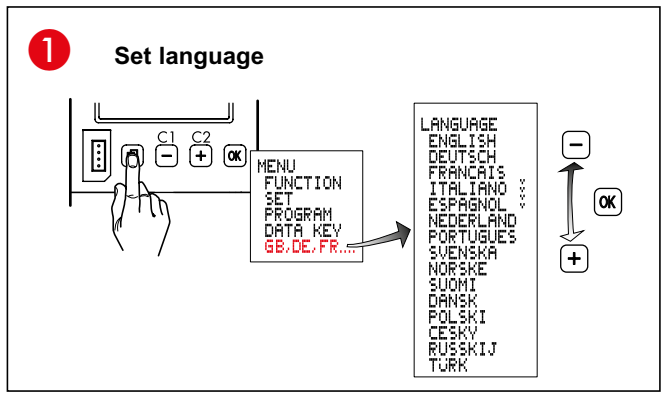 1
Set language
C1 C2
- + OK
MENU
FUNCTION
SET
PROGRAM
DATA KEY
GB,DE,FR....
LANGUAGE
ENGLISH
DEUTSCH
FRANCAIS
ITALIANO
ESPAGNOL
NEDERLAND
PORTUGUES
SVENSKA
NORSKE
SUOMI
DANSK
POLSKI
CESKY
RUSSKIJ
TüRK
-
OK
+